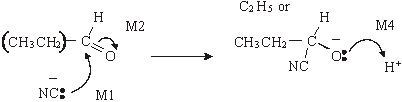 C₂H₅ or
H
M2
H
M4
(CH₃CH₂) C
CH₃CH₂ C
O
O:
NC
NC:
M1
H⁺